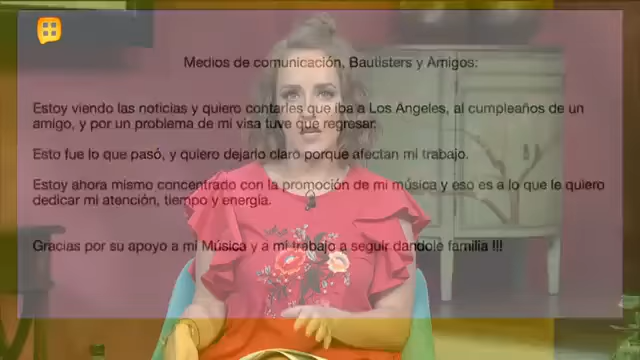 Medios de comunicación, Bautisters y Amigos:
Estoy viendo las noticias y quiero contarles que iba a Los Angeles, al cumpleaños de un
amigo, y por un problema de mi visa tuve que regresar.
Esto fue lo que pasó, y quiero dejarlo claro porque afectan mi trabajo.
Estoy ahora mismo concentrado con la promoción de mi música y eso es a lo que le quiero
dedicar mi atención, tiempo y energía.
Gracias por su apoyo a mi Música y a mi trabajo a seguir dandole familia !!!